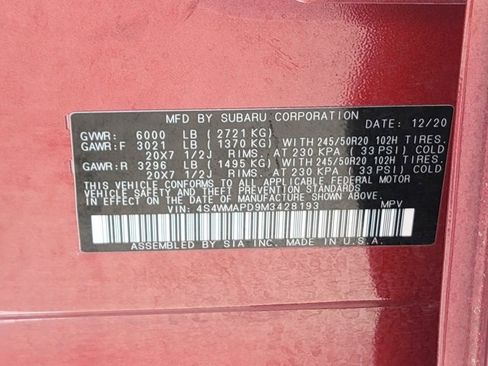 MFD BY SUBARU CORPORATION
DATE: 12/20
GVWR: 6000 LB ( 2721 KG)
GAWR:F 3021 LB ( 1370 KG) WITH 245/50R20 102H TIRES.
20X7 1/2J RIMS. AT 230 KPA ( 33 PSI) COLD
GAWR:R 3296 LB ( 1495 KG) WITH 245/50R20 102H TIRES.
20X7 1/2J RIMS. AT 230 KPA ( 33 PSI) COLD
THIS VEHICLE CONFORMS TO ALL APPLICABLE FEDERAL MOTOR
VEHICLE SAFETY AND THEFT PREVENTION STANDARDS
IN EFFECT ON THE DATE OF MANUFACTURE SHOWN ABOVE.
VIN: 4S4WMAPD9M3428193
MPV
ASSEMBLED BY SIA INC. MADE IN U.S.A.